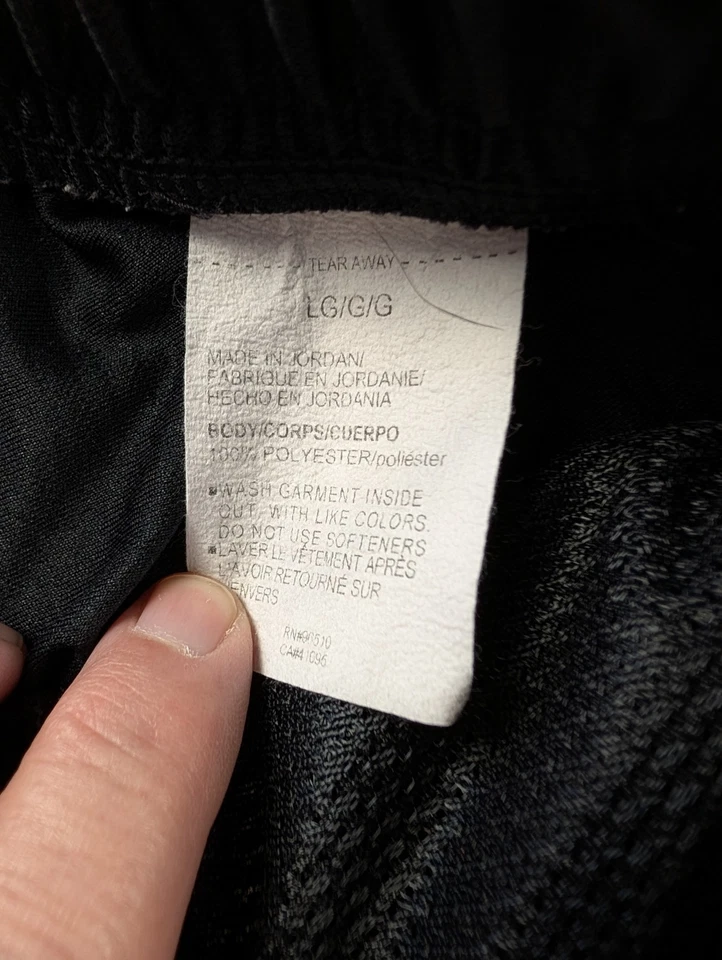 TEAR AWAY
LG/G/G
MADE IN JORDAN/
FABRIQUÉ EN JORDANIE/
HECHO EN JORDANIA
BODY/CORPS/CUERPO
100% POLYESTER/poliéster
WASH GARMENT INSIDE
OUT, WITH LIKE COLORS.
DO NOT USE SOFTENERS
LAVER LE VÊTEMENT APRÈS
L'AVOIR RETOURNÉ SUR
L'ENVERS
RN#90510
CA#41095